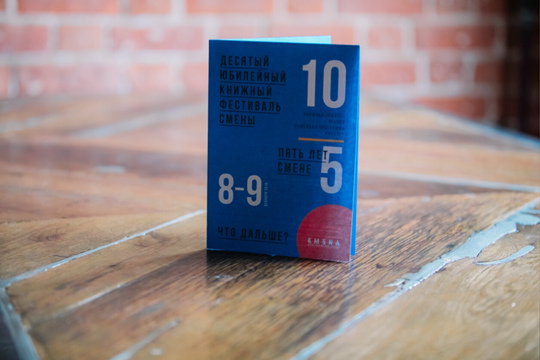 ДЕСЯТЫЙ
ЮБИЛЕЙНЫЙ
КНИЖНЫЙ
ФЕСТИВАЛЬ
СМЕНЫ
10
ПЯТЬ ЛЕТ
СМЕНЕ
5
8-9
ЧТО ДАЛЬШЕ?
СМЕНА